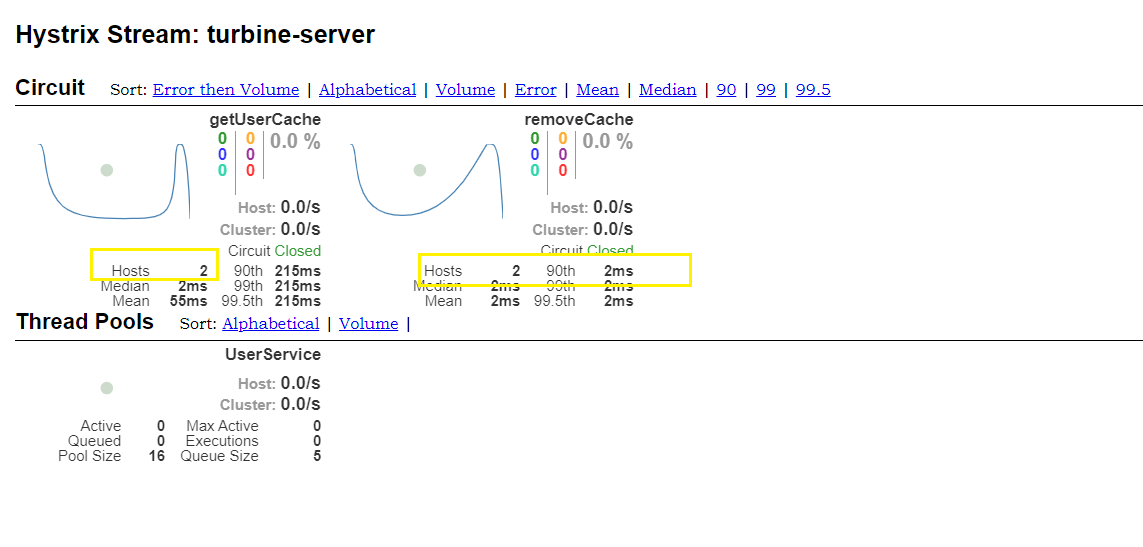 Hystrix Stream: turbine-server
Circuit Sort: Error then Volume | Alphabetical | Volume | Error | Mean | Median | 90 | 99 | 99.5
getUserCache
0 0 0.0 %
0 0
0 0
Host: 0.0/s
Cluster: 0.0/s
Circuit Closed
Hosts 2 90th 215ms
Median 2ms 99th 215ms
Mean 55ms 99.5th 215ms
removeCache
0 0 0.0 %
0 0
0 0
Host: 0.0/s
Cluster: 0.0/s
Circuit Closed
Hosts 2 90th 2ms
Median 2ms 99th 2ms
Mean 2ms 99.5th 2ms
Thread Pools Sort: Alphabetical | Volume |
UserService
Host: 0.0/s
Cluster: 0.0/s
Active 0 Max Active 0
Queued 0 Executions 0
Pool Size 16 Queue Size 5